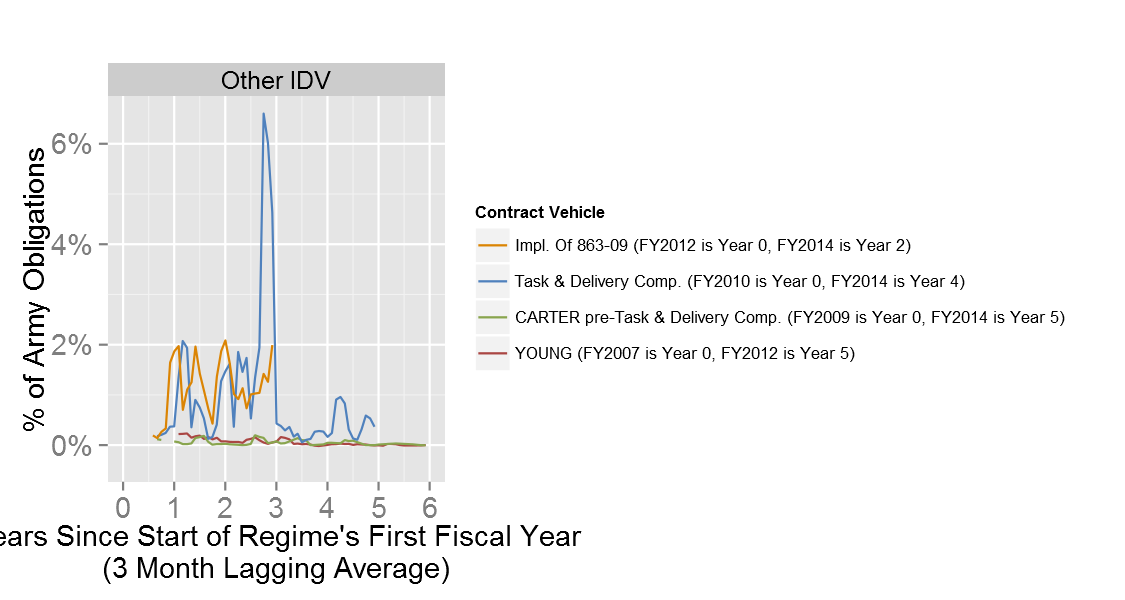 Other IDV
6%
4%
2%
0%
% of Army Obligations
0 1 2 3 4 5 6
ears Since Start of Regime's First Fiscal Year
(3 Month Lagging Average)
Contract Vehicle
Impl. Of 863-09 (FY2012 is Year 0, FY2014 is Year 2)
Task & Delivery Comp. (FY2010 is Year 0, FY2014 is Year 4)
CARTER pre-Task & Delivery Comp. (FY2009 is Year 0, FY2014 is Year 5)
YOUNG (FY2007 is Year 0, FY2012 is Year 5)